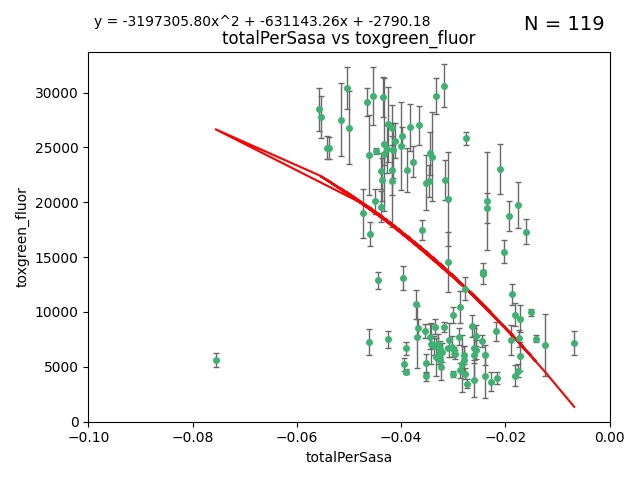 y = -3197305.80x^2 + -631143.26x + -2790.18
N = 119
totalPerSasa vs toxgreen_fluor
30000
25000
20000
15000
10000
5000
0
toxgreen_fluor
−0.10
−0.08
−0.06
−0.04
−0.02
0.00
totalPerSasa